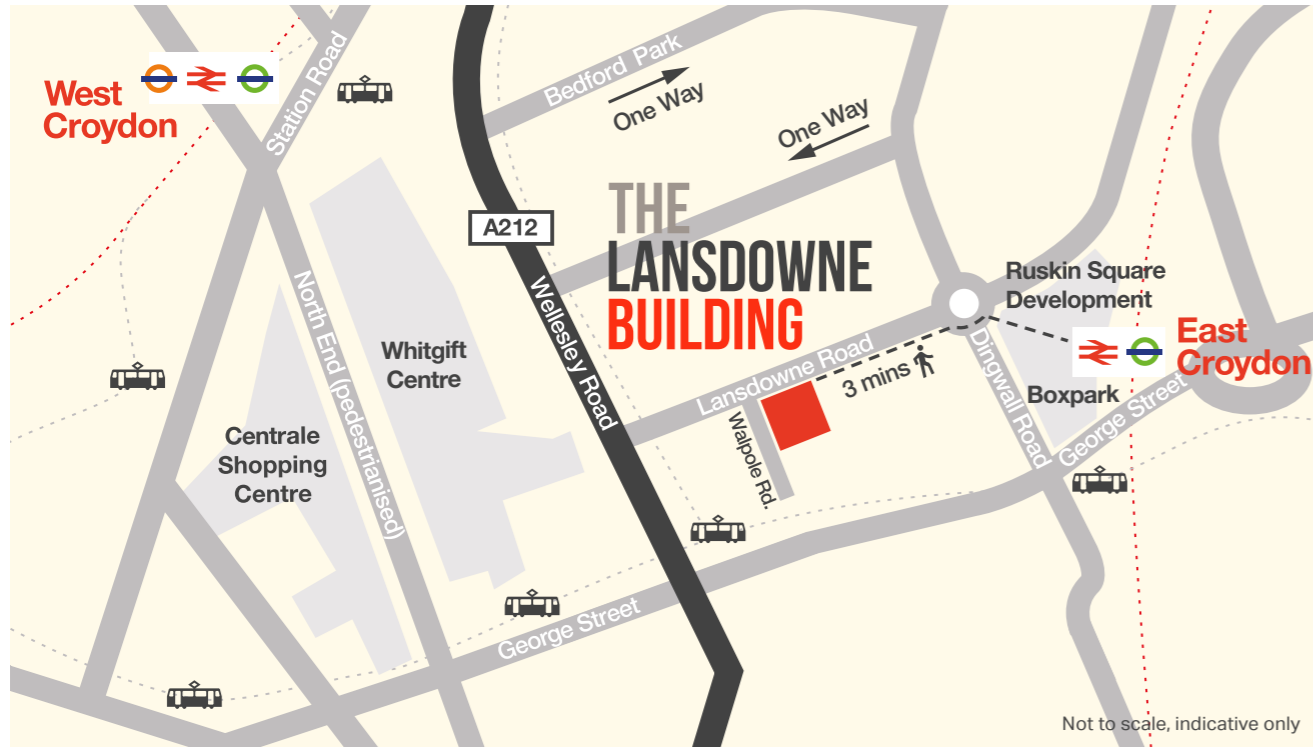 West
Croydon
Station Road
Bedford Park
One Way
One Way
A212
THE
LANSDOWNE
BUILDING
Ruskin Square
Development
East
Croydon
North End (pedestrianised)
Whitgift
Centre
Wellesley Road
Lansdowne Road
3 mins
Dingwall Road
Boxpark
George Street
Walpole Rd.
Centrale
Shopping
Centre
George Street
Not to scale, indicative only